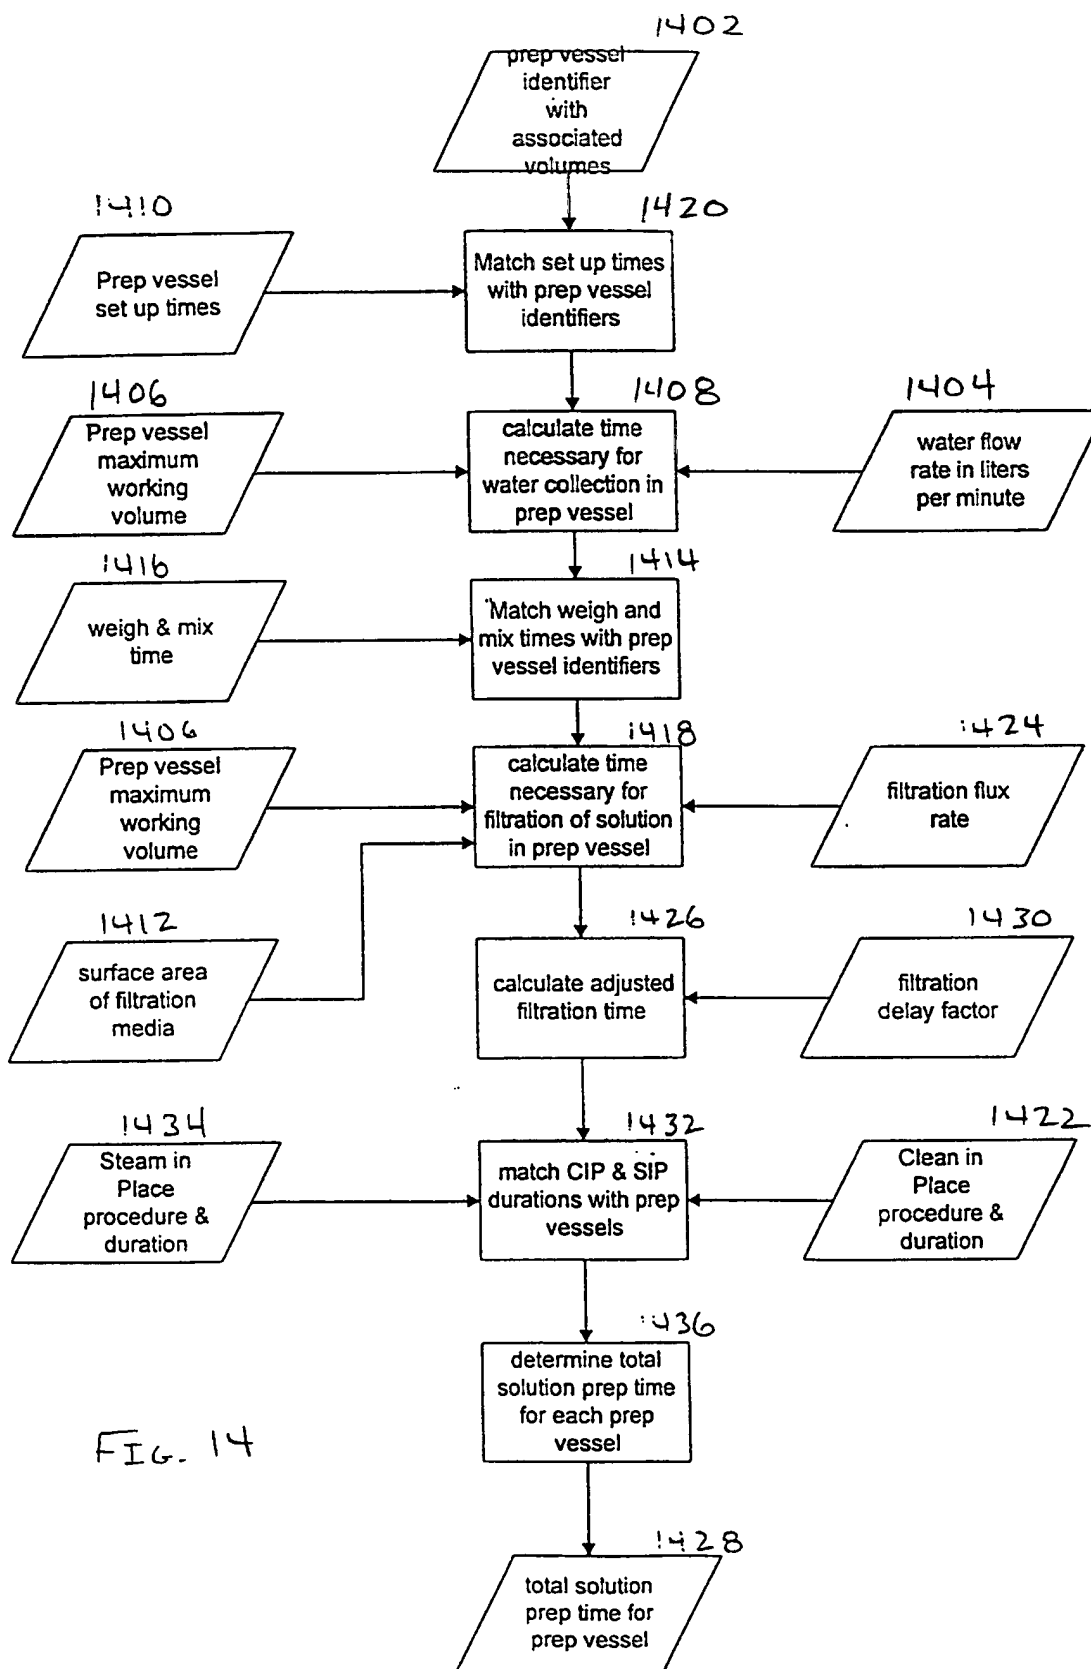 1402
prep vessel
identifier
with
associated
volumes
1410
Prep vessel
set up times
1420
Match set up times
with prep vessel
identifiers
1406
Prep vessel
maximum
working
volume
1408
calculate time
necessary for
water collection in
prep vessel
1404
water flow
rate in liters
per minute
1416
weigh & mix
time
1414
Match weigh and
mix times with prep
vessel identifiers
1406
Prep vessel
maximum
working
volume
1418
calculate time
necessary for
filtration of solution
in prep vessel
1424
filtration flux
rate
1412
surface area
of filtration
media
1426
calculate adjusted
filtration time
1430
filtration
delay factor
1434
Steam in
Place
procedure &
duration
1432
match CIP & SIP
durations with prep
vessels
1422
Clean in
Place
procedure &
duration
1436
determine total
solution prep time
for each prep
vessel
FIG. 14
1428
total solution
prep time for
prep vessel